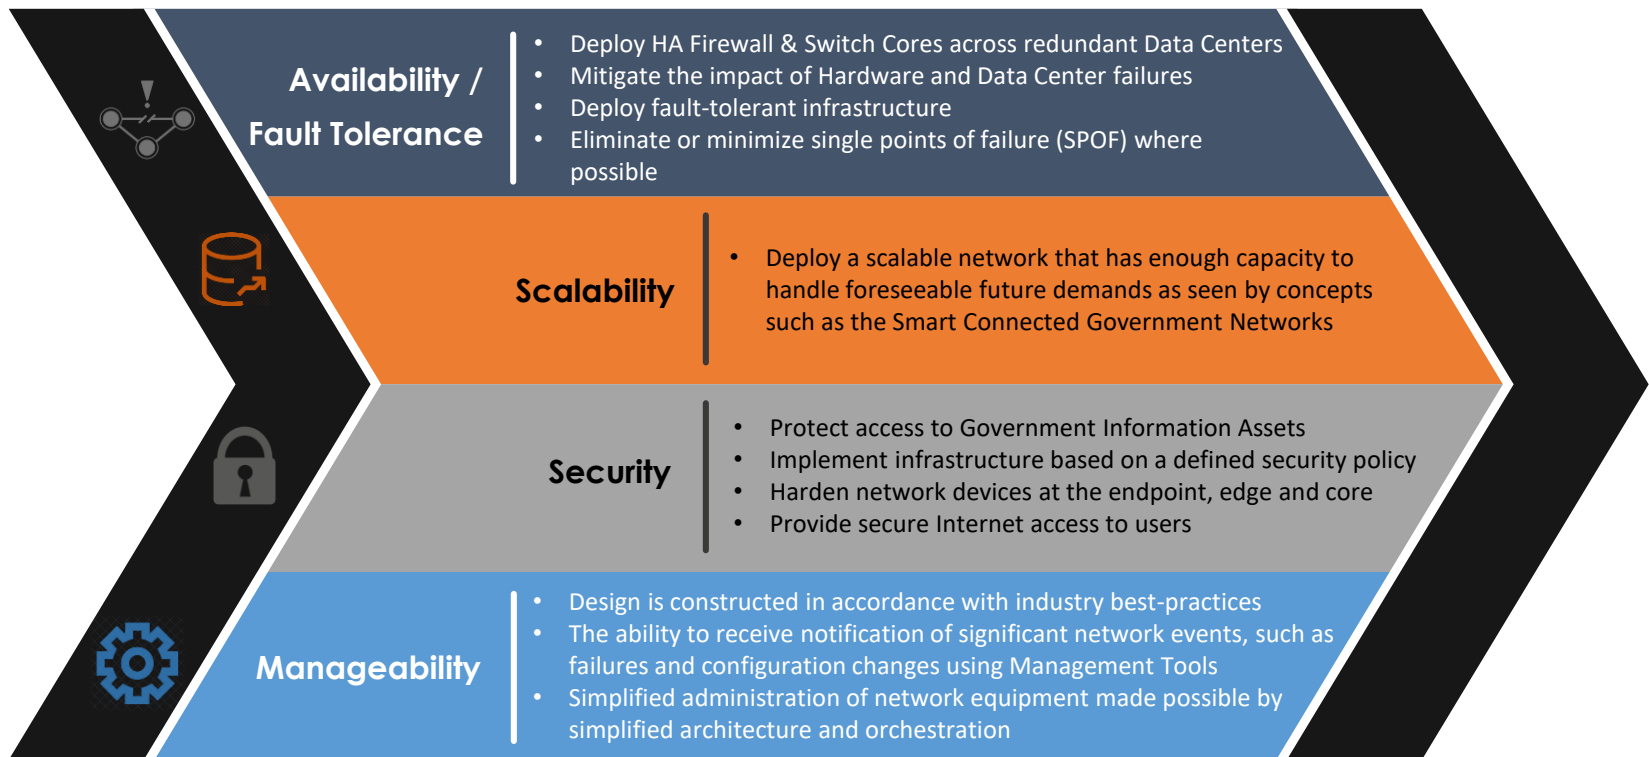 Availability /
Fault Tolerance
• Deploy HA Firewall & Switch Cores across redundant Data Centers
• Mitigate the impact of Hardware and Data Center failures
• Deploy fault-tolerant infrastructure
• Eliminate or minimize single points of failure (SPOF) where
possible
Scalability
• Deploy a scalable network that has enough capacity to
handle foreseeable future demands as seen by concepts
such as the Smart Connected Government Networks
Security
• Protect access to Government Information Assets
• Implement infrastructure based on a defined security policy
• Harden network devices at the endpoint, edge and core
• Provide secure Internet access to users
Manageability
• Design is constructed in accordance with industry best-practices
• The ability to receive notification of significant network events, such as
failures and configuration changes using Management Tools
• Simplified administration of network equipment made possible by
simplified architecture and orchestration